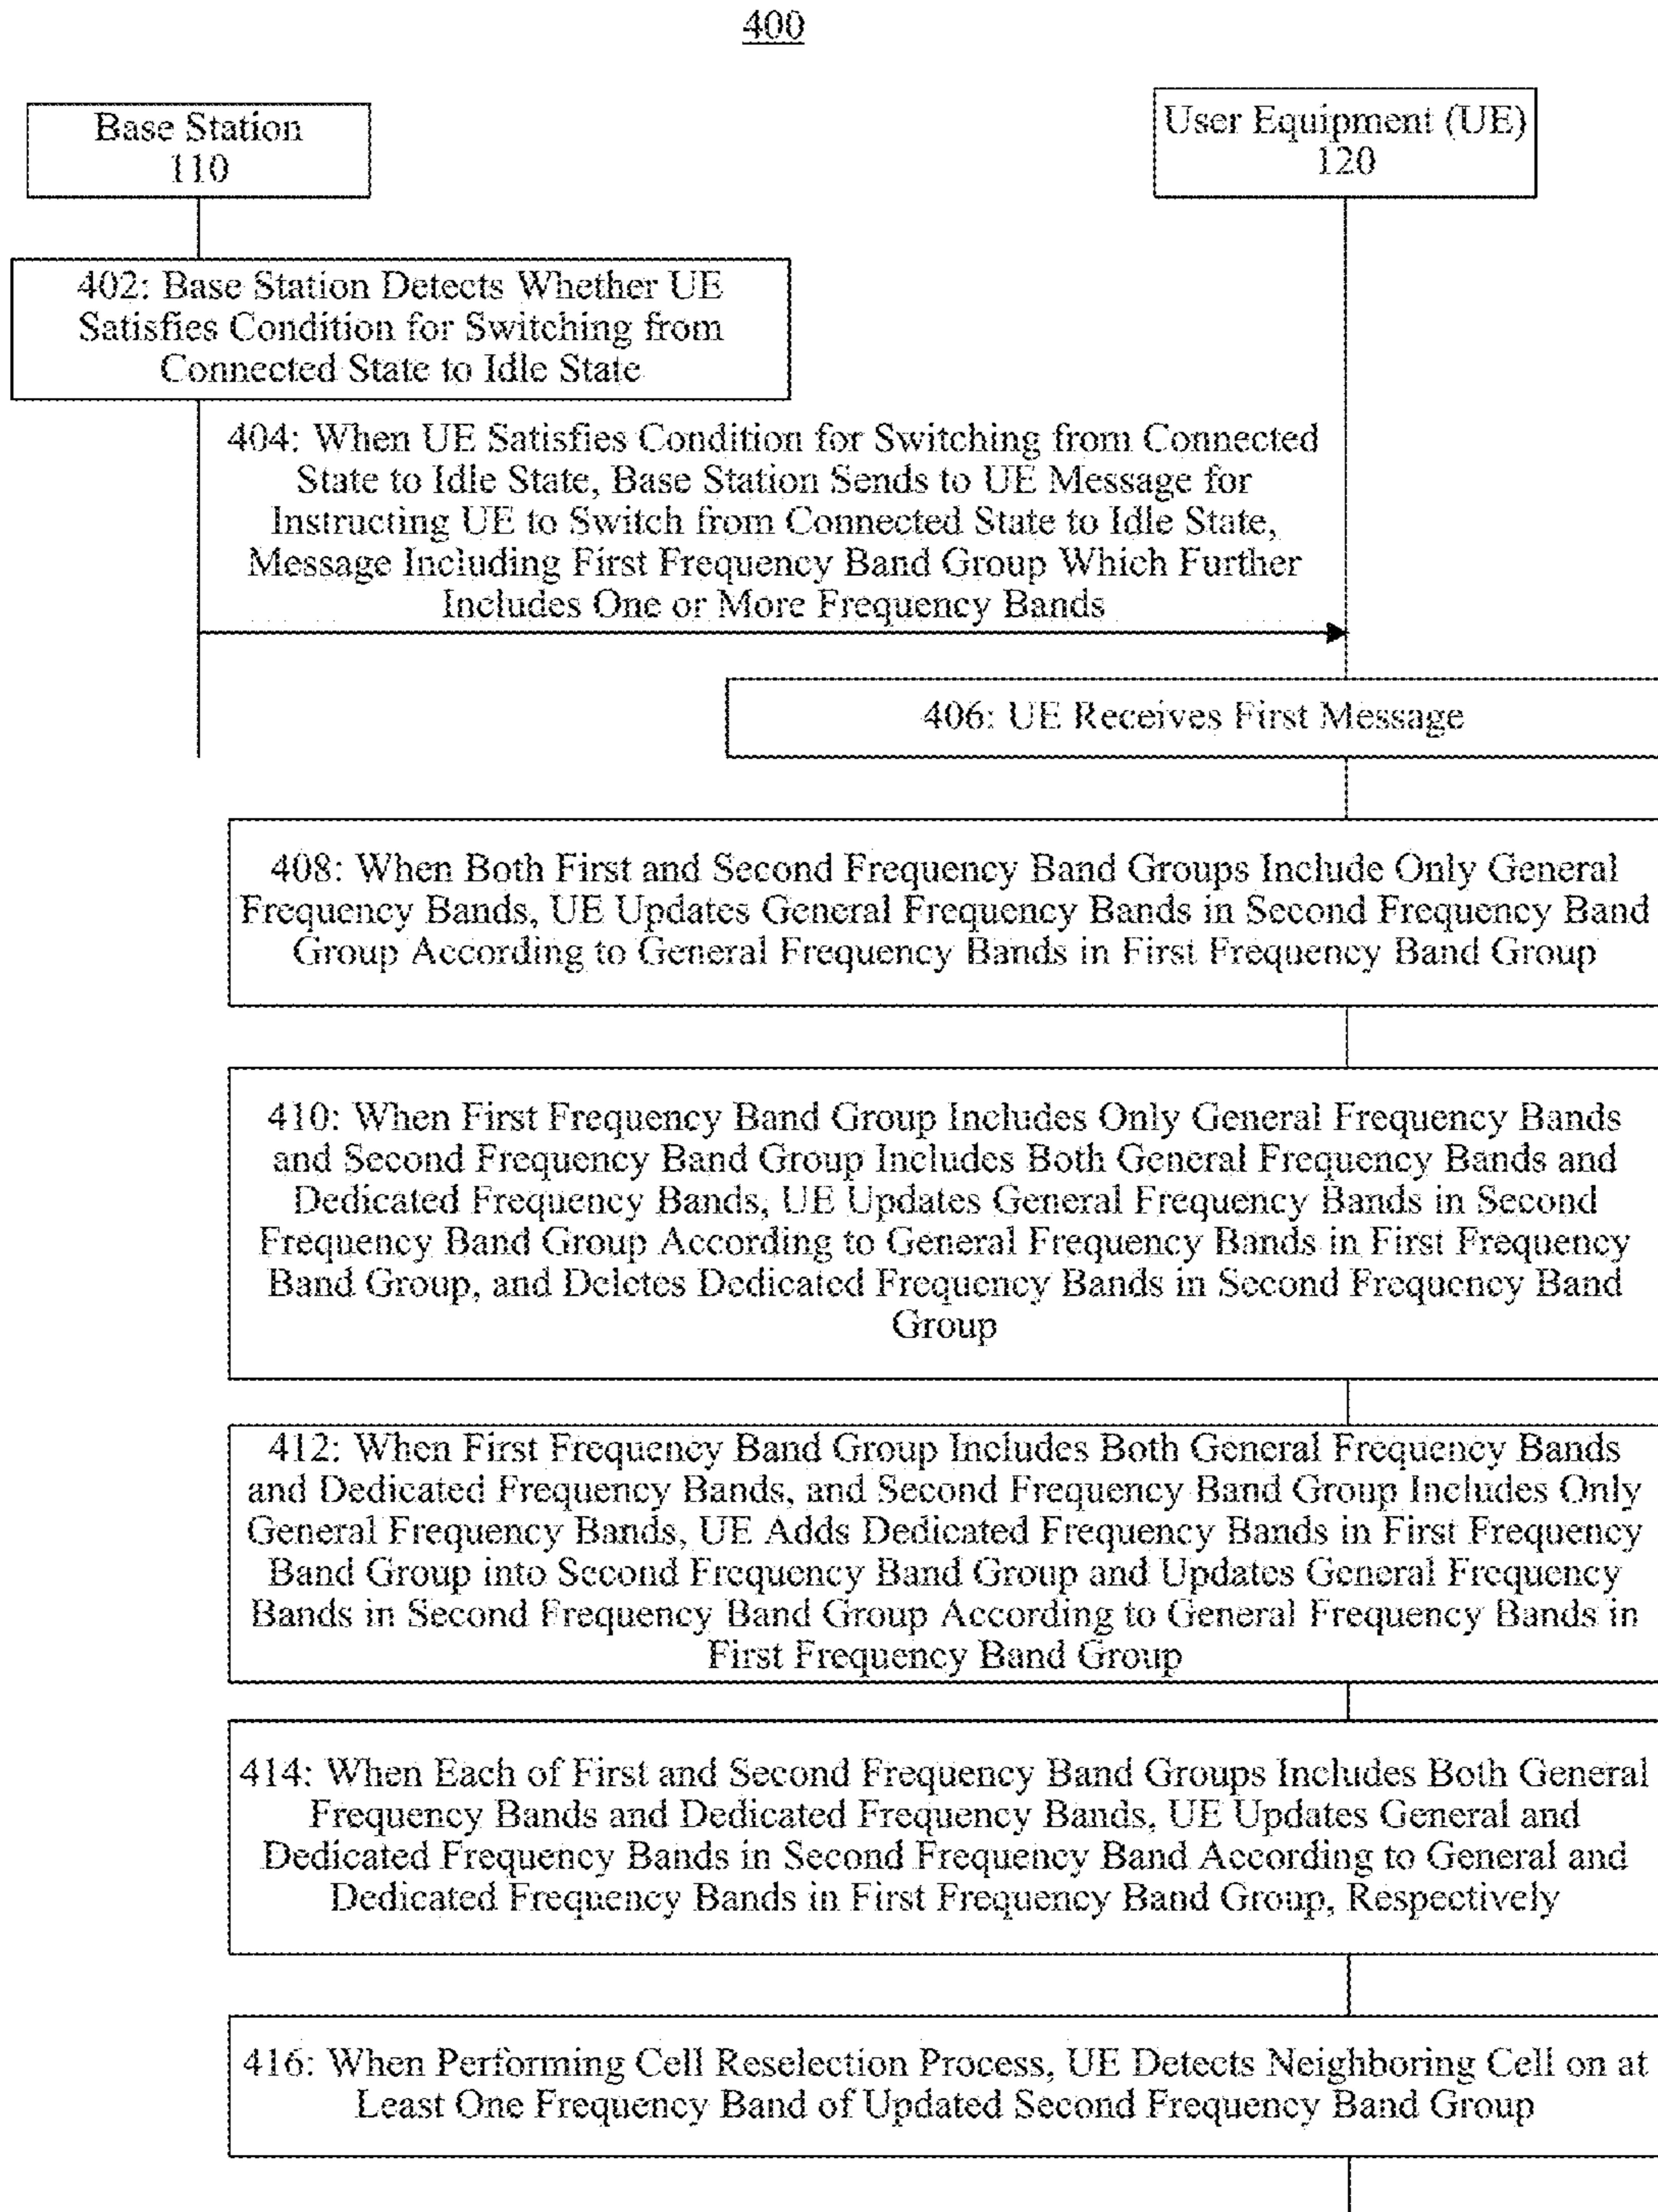 400
Base Station
110
User Equipment (UE)
120
402: Base Station Detects Whether UE
Satisfies Condition for Switching from
Connected State to Idle State
404: When UE Satisfies Condition for Switching from Connected
State to Idle State, Base Station Sends to UE Message for
Instructing UE to Switch from Connected State to Idle State,
Message Including First Frequency Band Group Which Further
Includes One or More Frequency Bands
406: UE Receives First Message
408: When Both First and Second Frequency Band Groups Include Only General
Frequency Bands, UE Updates General Frequency Bands in Second Frequency Band
Group According to General Frequency Bands in First Frequency Band Group
410: When First Frequency Band Group Includes Only General Frequency Bands
and Second Frequency Band Group Includes Both General Frequency Bands and
Dedicated Frequency Bands, UE Updates General Frequency Bands in Second
Frequency Band Group According to General Frequency Bands in First Frequency
Band Group, and Deletes Dedicated Frequency Bands in Second Frequency Band
Group
412: When First Frequency Band Group Includes Both General Frequency Bands
and Dedicated Frequency Bands, and Second Frequency Band Group Includes Only
General Frequency Bands, UE Adds Dedicated Frequency Bands in First Frequency
Band Group into Second Frequency Band Group and Updates General Frequency
Bands in Second Frequency Band Group According to General Frequency Bands in
First Frequency Band Group
414: When Each of First and Second Frequency Band Groups Includes Both General
Frequency Bands and Dedicated Frequency Bands, UE Updates General and
Dedicated Frequency Bands in Second Frequency Band According to General and
Dedicated Frequency Bands in First Frequency Band Group, Respectively
416: When Performing Cell Reselection Process, UE Detects Neighboring Cell on at
Least One Frequency Band of Updated Second Frequency Band Group